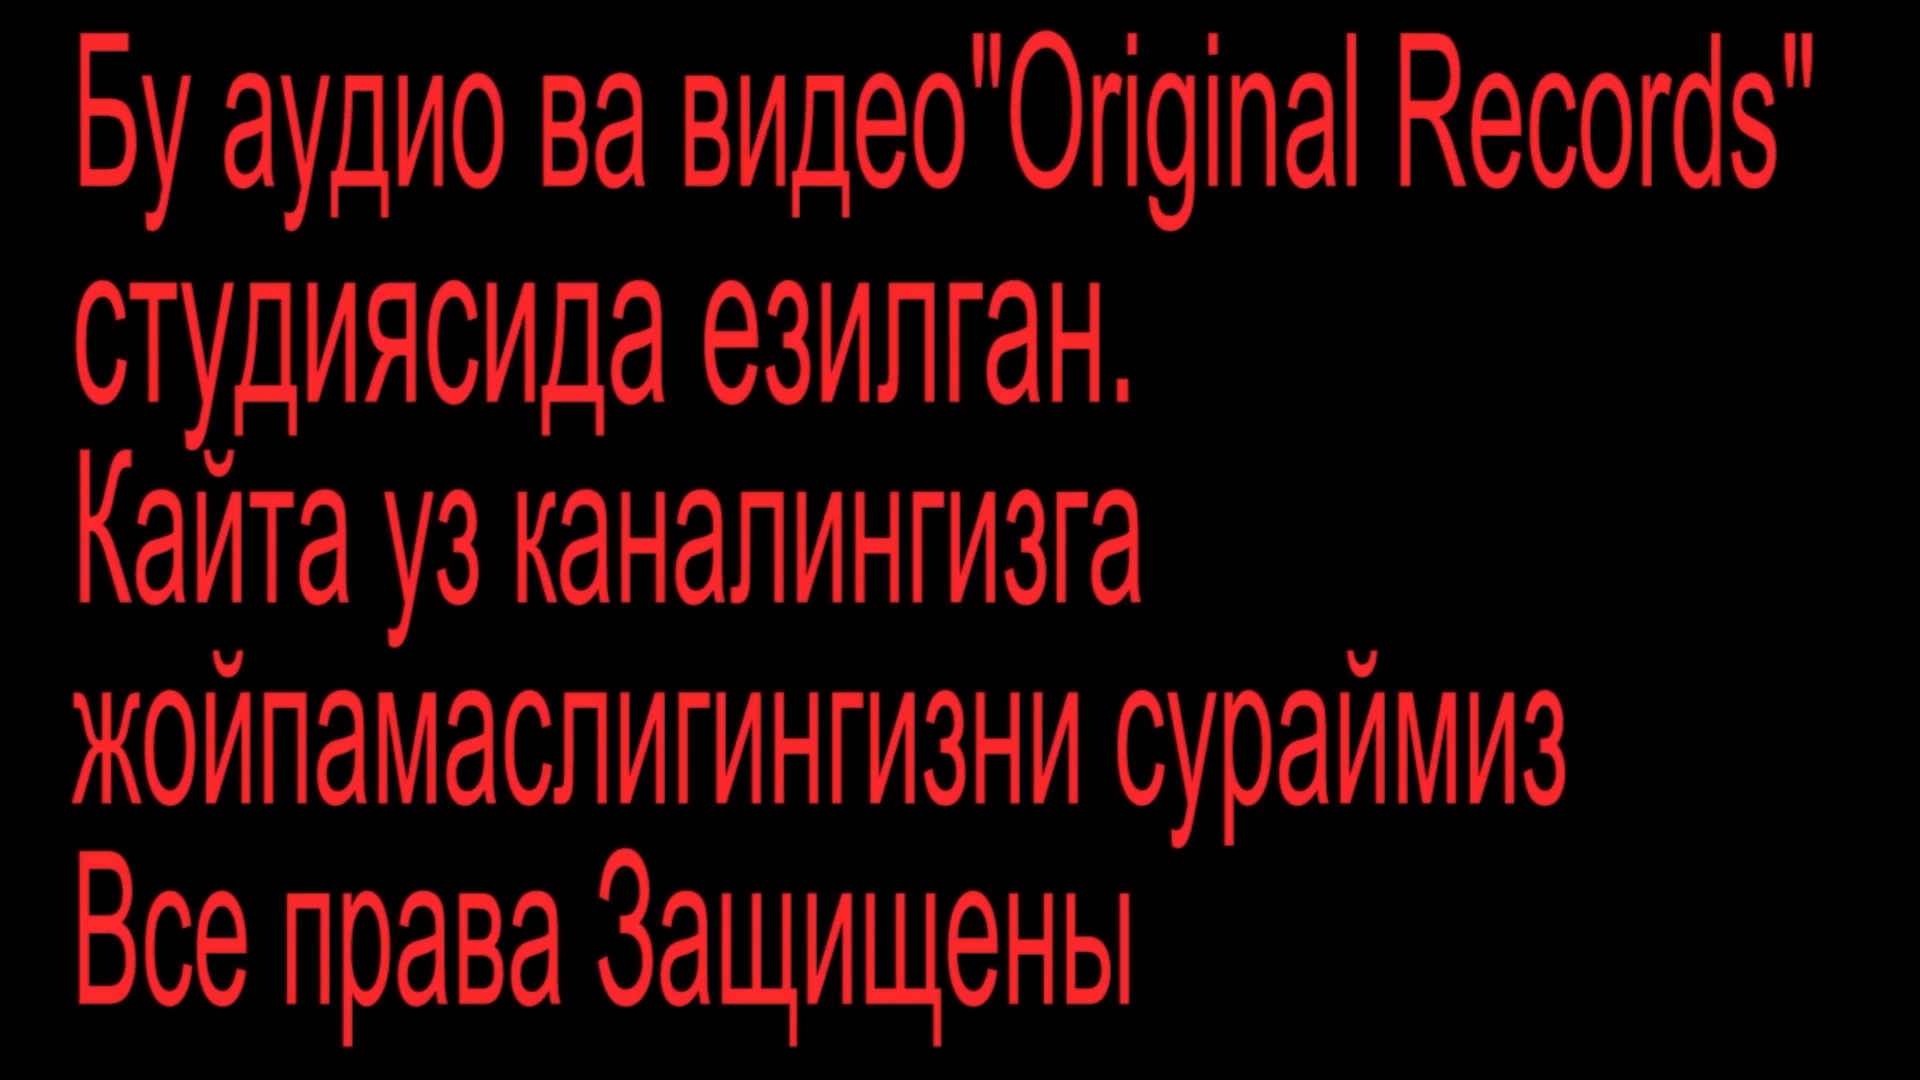 Бу аудио ва видео"Original Records"
студиясида езилган.
Кайта уз каналингизга
жойпамаслигингизни сураймиз
Все права Защищены